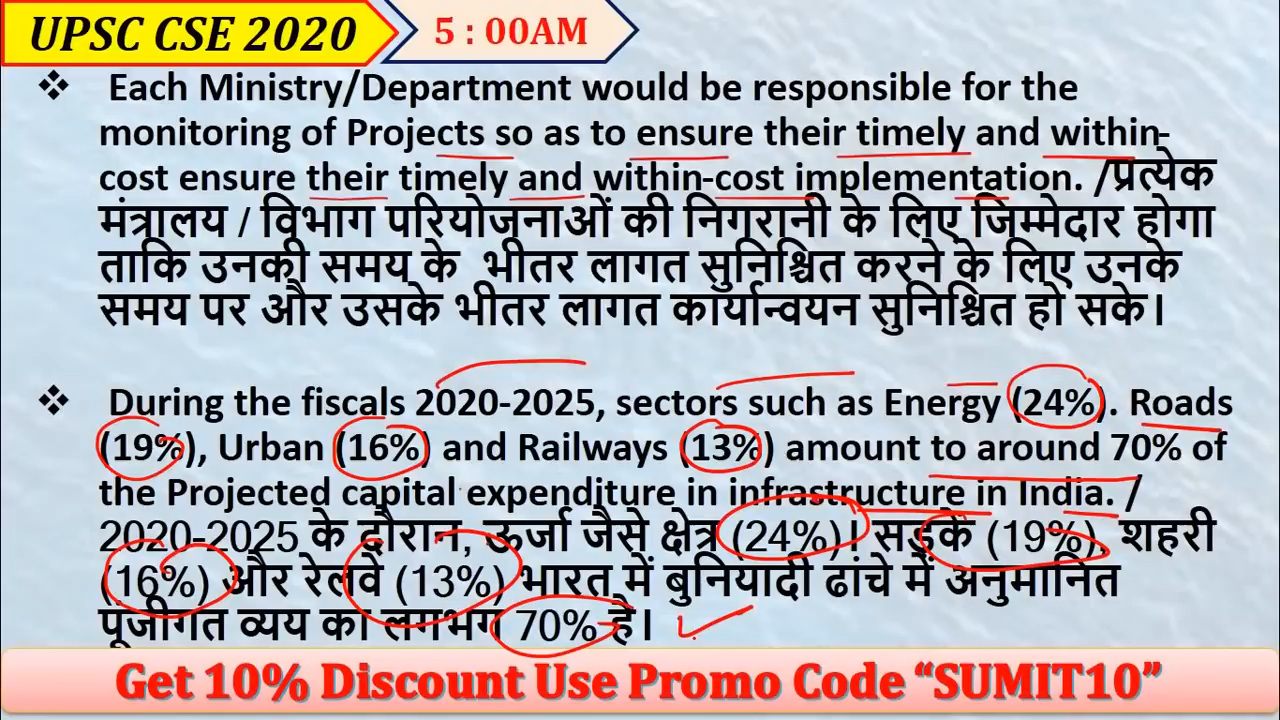 UPSC CSE 2020
5 : 00AM
❖ Each Ministry/Department would be responsible for the
monitoring of Projects so as to ensure their timely and within-
cost ensure their timely and within-cost implementation. /प्रत्येक
मंत्रालय / विभाग परियोजनाओं की निगरानी के लिए जिम्मेदार होगा
ताकि उनकी समय के भीतर लागत सुनिश्चित करने के लिए उनके
समय पर और उसके भीतर लागत कार्यान्वयन सुनिश्चित हो सके।
❖ During the fiscals 2020-2025, sectors such as Energy (24%). Roads
(19%), Urban (16%) and Railways (13%) amount to around 70% of
the Projected capital expenditure in infrastructure in India. /
2020-2025 के दौरान, ऊर्जा जैसे क्षेत्र (24%)। सड़कें (19%), शहरी
(16%) और रेलवे (13%) भारत में बुनियादी ढांचे में अनुमानित
पूंजीगत व्यय का लगभग 70% है।
Get 10% Discount Use Promo Code “SUMIT10”